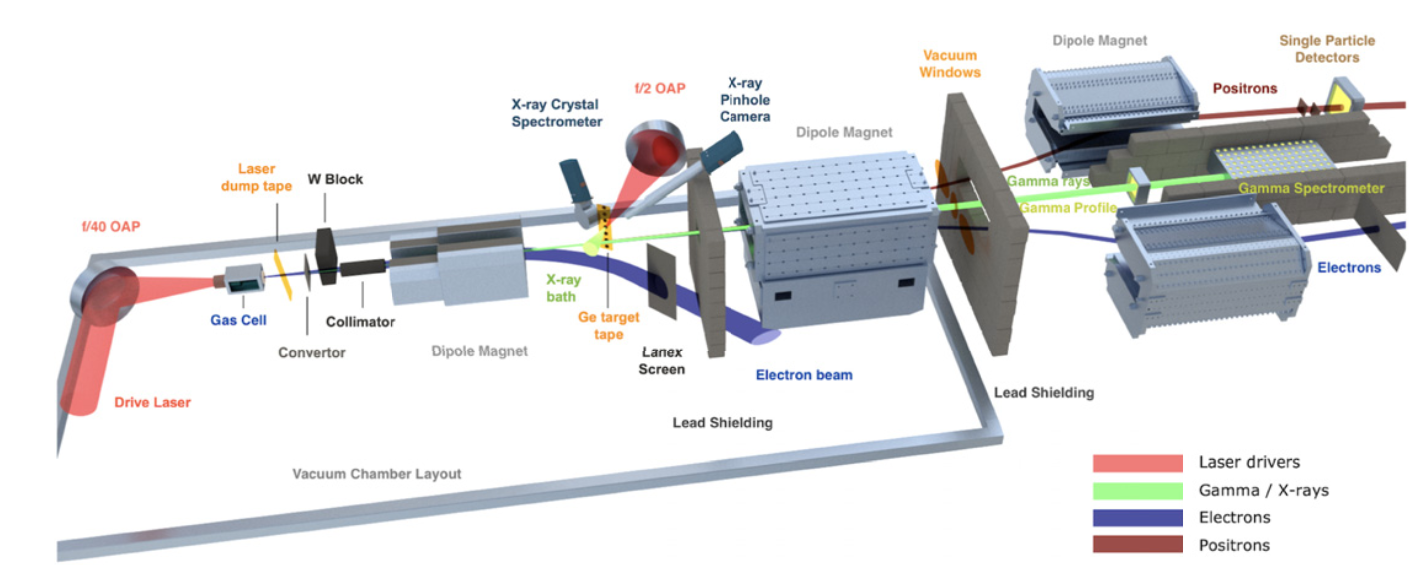 Dipole Magnet
Single Particle
Detectors
Vacuum
Windows
Positrons
X-ray Crystal
Spectrometer
f/2 OAP
X-ray
Pinhole
Camera
Dipole Magnet
Laser
dump tape
W Block
f/40 OAP
Gamma rays
Gamma Profile
Gamma Spectrometer
Electrons
X-ray
bath
Gas Cell
Collimator
Convertor
Dipole Magnet
Ge target
tape
Lanex
Screen
Electron beam
Drive Laser
Lead Shielding
Lead Shielding
Vacuum Chamber Layout
Laser drivers
Gamma / X-rays
Electrons
Positrons